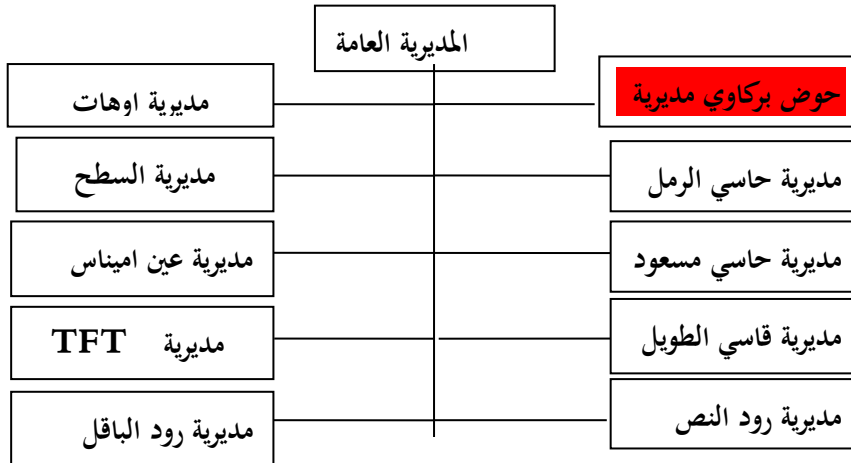 المديرية العامة
حوض بركاوي مديرية
مديرية اوهات
مديرية حاسي الرمل
مديرية السطح
مديرية حاسي مسعود
مديرية عين اميناس
مديرية قاسي الطويل
مديرية TFT
مديرية رود النص
مديرية رود الباقل